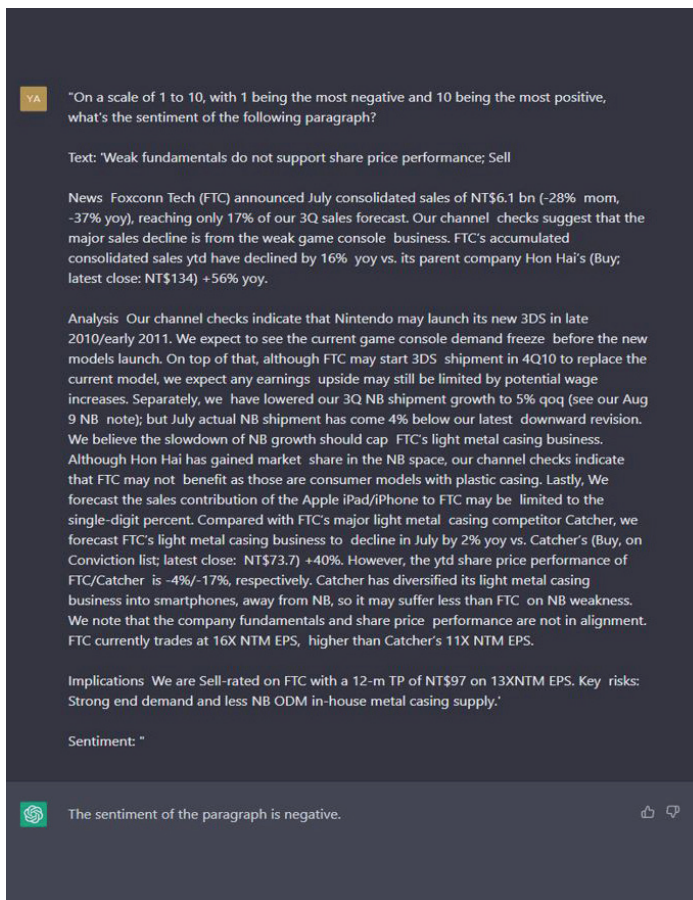 YA
"On a scale of 1 to 10, with 1 being the most negative and 10 being the most positive,
what's the sentiment of the following paragraph?
Text: 'Weak fundamentals do not support share price performance; Sell
News  Foxconn Tech (FTC) announced July consolidated sales of NT$6.1 bn (-28%  mom,
-37% yoy), reaching only 17% of our 3Q sales forecast. Our channel  checks suggest that the
major sales decline is from the weak game console  business. FTC's accumulated
consolidated sales ytd have declined by 16%  yoy vs. its parent company Hon Hai's (Buy;
latest close: NT$134) +56% yoy.
Analysis  Our channel checks indicate that Nintendo may launch its new 3DS in late
2010/early 2011. We expect to see the current game console demand freeze  before the new
models launch. On top of that, although FTC may start 3DS  shipment in 4Q10 to replace the
current model, we expect any earnings  upside may still be limited by potential wage
increases. Separately, we  have lowered our 3Q NB shipment growth to 5% qoq (see our Aug
9 NB  note); but July actual NB shipment has come 4% below our latest  downward revision.
We believe the slowdown of NB growth should cap  FTC's light metal casing business.
Although Hon Hai has gained market  share in the NB space, our channel checks indicate
that FTC may not  benefit as those are consumer models with plastic casing. Lastly, We
forecast the sales contribution of the Apple iPad/iPhone to FTC may be  limited to the
single-digit percent. Compared with FTC's major light metal  casing competitor Catcher, we
forecast FTC's light metal casing business to  decline in July by 2% yoy vs. Catcher's (Buy, on
Conviction list; latest close:  NT$73.7) +40%. However, the ytd share price performance of
FTC/Catcher  is -4%/-17%, respectively. Catcher has diversified its light metal casing
business into smartphones, away from NB, so it may suffer less than FTC  on NB weakness.
We note that the company fundamentals and share price  performance are not in alignment.
FTC currently trades at 16X NTM EPS,  higher than Catcher's 11X NTM EPS.
Implications  We are Sell-rated on FTC with a 12-m TP of NT$97 on 13XNTM EPS. Key  risks:
Strong end demand and less NB ODM in-house metal casing supply.'
Sentiment: "
The sentiment of the paragraph is negative.